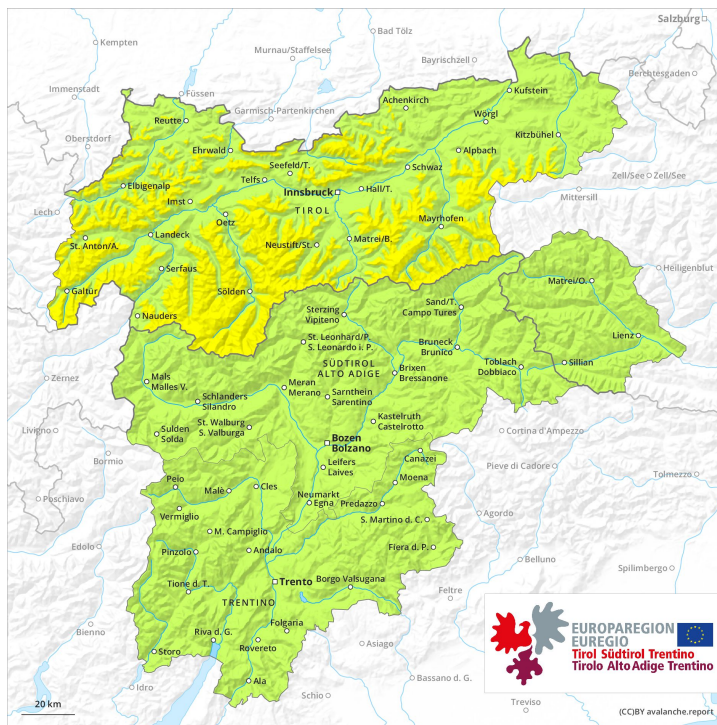 Salzburg
Bad Tölz
Kempten
Murnau/Staffelsee
Bayrischzell
Berchtesgaden
Immenstadt
Füssen
Kufstein
Achenkirch
Garmisch-Partenkirchen
Reutte
Wörgl
Kitzbühel
Oberstdorf
Ehrwald
Alpbach
Seefeld/T.
Schwaz
Telfs
Zell/See
Zell/See
Elbigenalp
Innsbruck
Hall/T.
Mittersill
Imst
TIROL
Lech
Oetz
Mayrhofen
St. Anton/A.
Landeck
Neustift/St.
Matrei/B.
Serfaus
Heiligenblut
Galtür
Sölden
Matrei/O.
Nauders
Sterzing
Vipiteno
Sand/T.
Campo Tures
Lienz
St. Leonhard/P.
S. Leonardo i. P.
Bruneck
Brunico
SÜDTIROL
ALTO ADIGE
Brixen
Bressanone
Toblach
Dobbiaco
Sillian
Zernez
Mals
Malles V.
Meran
Merano
Schlanders
Silandro
Sarnthein
Sarentino
St. Walburg
S. Valburga
Kastelruth
Castelrotto
Livigno
Sulden
Solda
Bozen
Bolzano
Cortina d'Ampezzo
Bormio
Leifers
Laives
Canazei
Pieve di Cadore
Tolmezzo
Poschiavo
Peio
Malè
Cles
Moena
Neumarkt
Egna
Predazzo
Vermiglio
S. Martino d. C.
Agordo
M. Campiglio
Edolo
Pinzolo
Andalo
Fiera d. P.
Belluno
Spilimbergo
Tione d. T.
Trento
Borgo Valsugana
Feltre
TRENTINO
Folgaria
Bienno
Riva d. G.
Rovereto
Asiago
Storo
Bassano d. G.
Idro
Ala
Schio
Treviso
EUROPAREGION
EUREGIO
Tirol Südtirol Trentino
Tirolo Alto Adige Trentino
20 km
(CC)BY avalanche.report